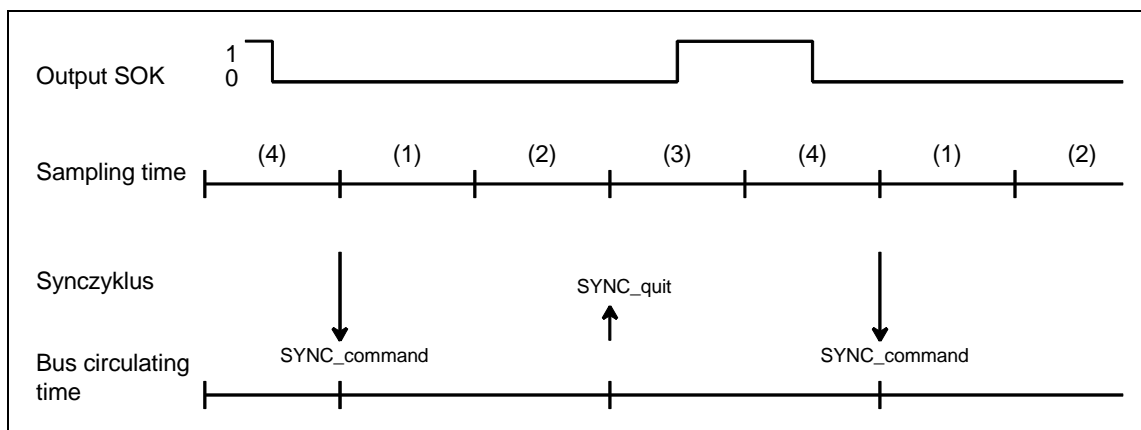 1
Output SOK
0
(4) (1) (2) (3) (4) (1) (2)
Sampling time
Synczyklus
SYNC_quit
SYNC_command SYNC_command
Bus circulating
time